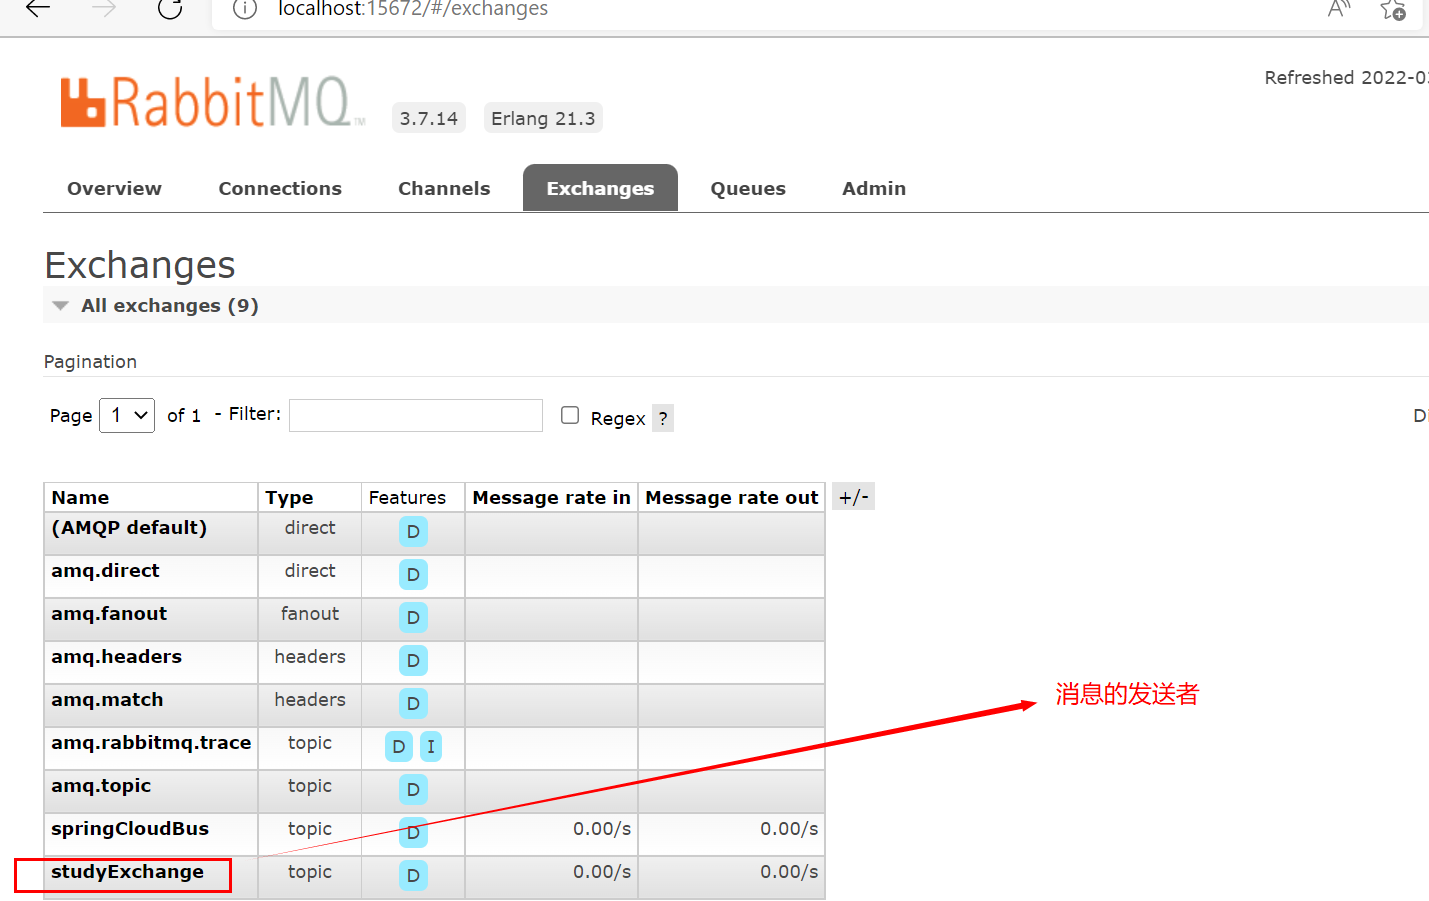 localhost:15672/#/exchanges
Refreshed 2022-03
RabbitMQ™ 3.7.14 Erlang 21.3
Overview Connections Channels Exchanges Queues Admin
Exchanges
All exchanges (9)
Pagination
Page 1 of 1 - Filter: Regex ?
Name Type Features Message rate in Message rate out +/-
(AMQP default) direct D
amq.direct direct D
amq.fanout fanout D
amq.headers headers D
amq.match headers D
消息的发送者
amq.rabbitmq.trace topic D I
amq.topic topic D
springCloudBus topic D 0.00/s 0.00/s
studyExchange topic D 0.00/s 0.00/s